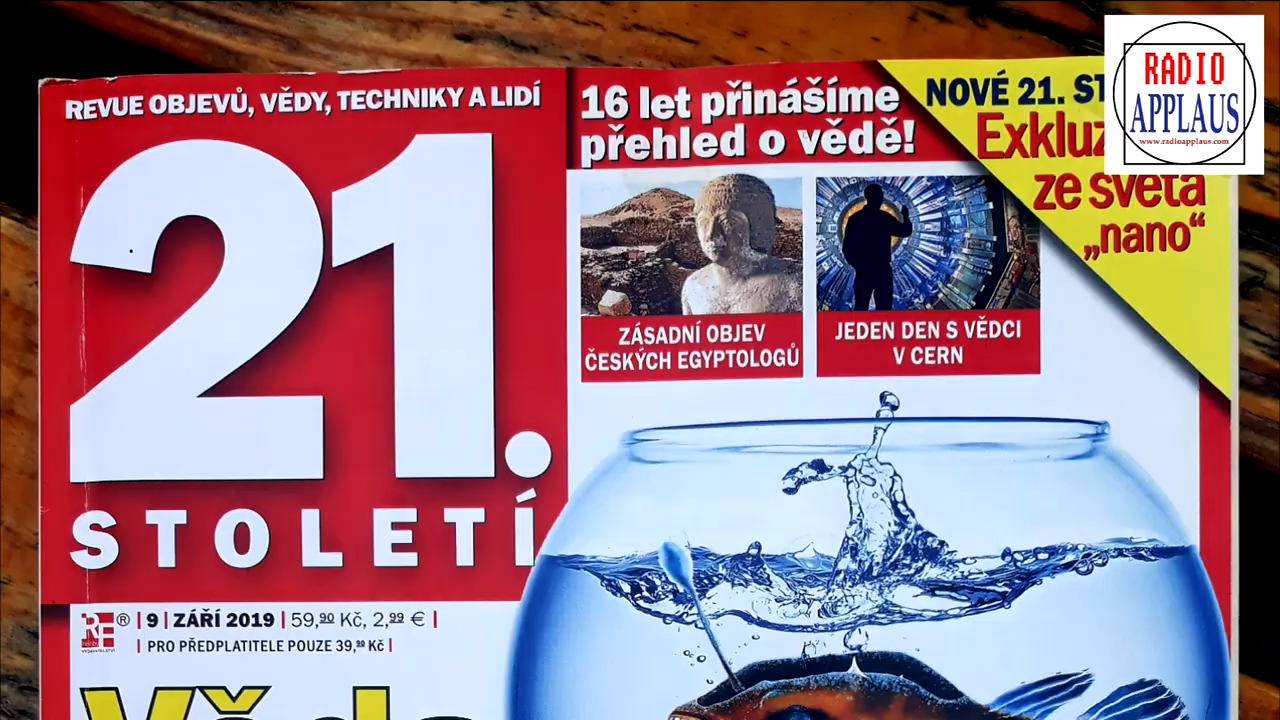 REVUE OBJEVŮ, VĚDY, TECHNIKY A LIDÍ
21.
STOLETÍ
16 let přinášíme
přehled o vědě!
NOVÉ 21. ST
Exkluz
ze světa
„nano“
RADIO
APPLAUS
www.radioapplaus.com
ZÁSADNÍ OBJEV
ČESKÝCH EGYPTOLOGŮ
JEDEN DEN S VĚDCI
V CERN
RF ® | 9 | ZÁŘÍ 2019 | 59,90 Kč, 2,99 € |
| PRO PŘEDPLATITELE POUZE 39,90 Kč |
Věda